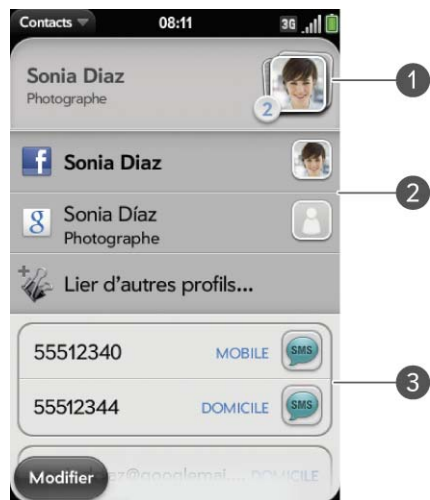 Contacts 08:11 3G
Sonia Diaz
Photographe
2
1
f Sonia Diaz
2
g Sonia Díaz
Photographe
Lier d'autres profils...
55512340 MOBILE SMS
3
55512344 DOMICILE SMS
Modifier DOMICILE